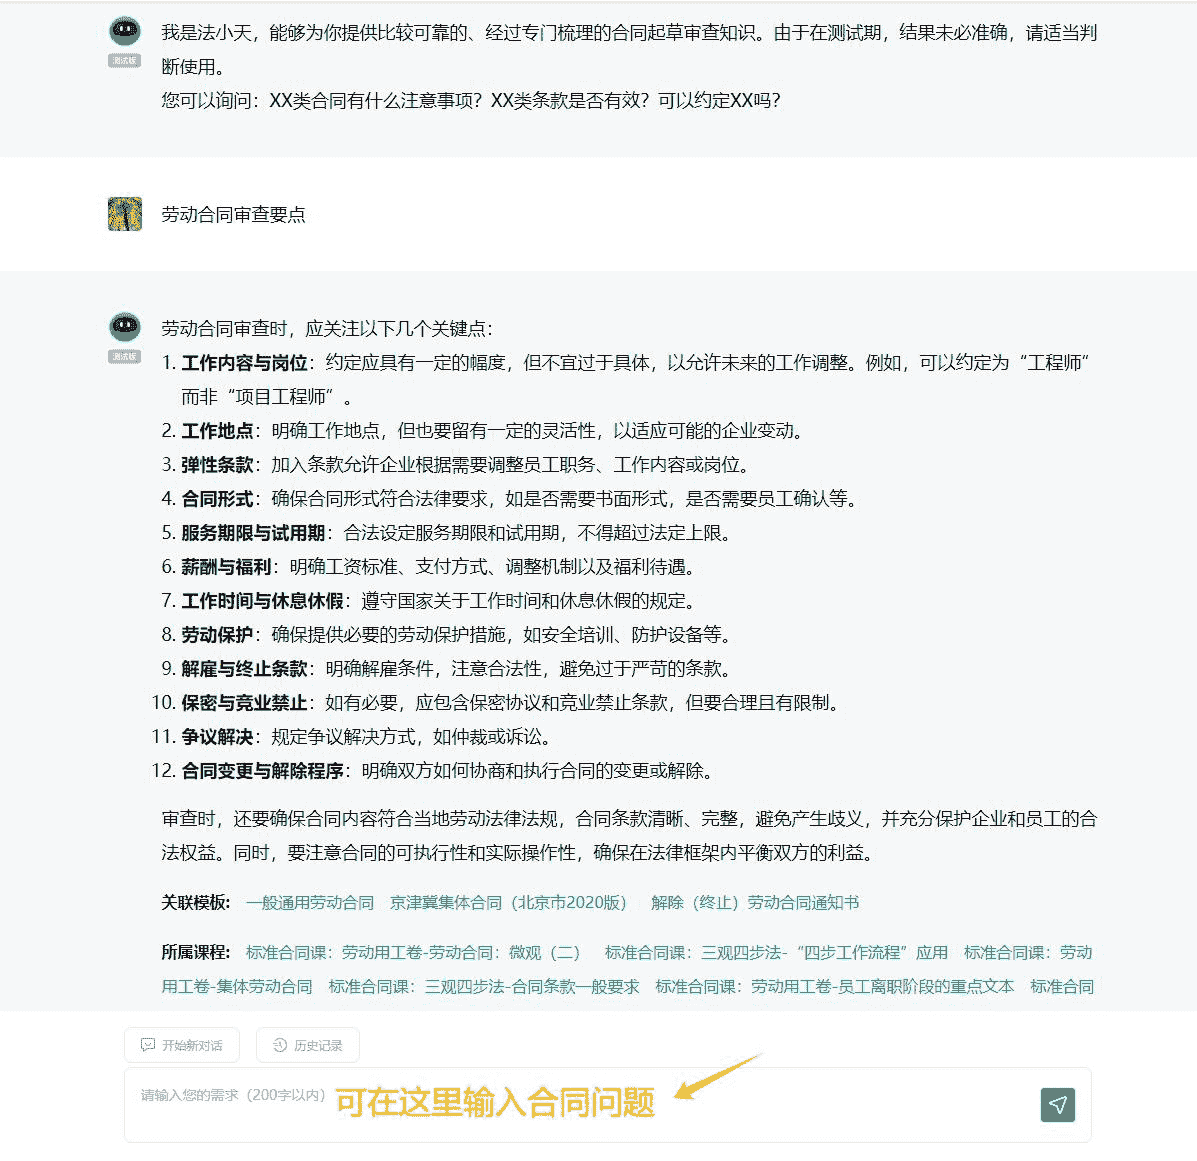 我是法小天，能够为你提供比较可靠的、经过专门梳理的合同起草审查知识。由于在测试期，结果未必准确，请适当判
测试版
断使用。
您可以询问：XX类合同有什么注意事项？XX类条款是否有效？可以约定XX吗？
劳动合同审查要点
劳动合同审查时，应关注以下几个关键点：
测试版
1. 工作内容与岗位：约定应具有一定的幅度，但不宜过于具体，以允许未来的工作调整。例如，可以约定为“工程师”
而非“项目工程师”。
2. 工作地点：明确工作地点，但也要留有一定的灵活性，以适应可能的企业变动。
3. 弹性条款：加入条款允许企业根据需要调整员工职务、工作内容或岗位。
4. 合同形式：确保合同形式符合法律要求，如是否需要书面形式，是否需要员工确认等。
5. 服务期限与试用期：合法设定服务期限和试用期，不得超过法定上限。
6. 薪酬与福利：明确工资标准、支付方式、调整机制以及福利待遇。
7. 工作时间与休息休假：遵守国家关于工作时间和休息休假的规定。
8. 劳动保护：确保提供必要的劳动保护措施，如安全培训、防护设备等。
9. 解雇与终止条款：明确解雇条件，注意合法性，避免过于严苛的条款。
10. 保密与竞业禁止：如有必要，应包含保密协议和竞业禁止条款，但要合理且有限制。
11. 争议解决：规定争议解决方式，如仲裁或诉讼。
12. 合同变更与解除程序：明确双方如何协商和执行合同的变更或解除。
审查时，还要确保合同内容符合当地劳动法律法规，合同条款清晰、完整，避免产生歧义，并充分保护企业和员工的合
法权益。同时，要注意合同的可执行性和实际操作性，确保在法律框架内平衡双方的利益。
关联模板： 一般通用劳动合同 京津冀集体合同（北京市2020版） 解除（终止）劳动合同通知书
所属课程： 标准合同课：劳动用工卷-劳动合同：微观（二） 标准合同课：三观四步法-“四步工作流程”应用 标准合同课：劳动
用工卷-集体劳动合同 标准合同课：三观四步法-合同条款一般要求 标准合同课：劳动用工卷-员工离职阶段的重点文本 标准合同
开始新对话 历史记录
请输入您的需求（200字以内） 可在这里输入合同问题